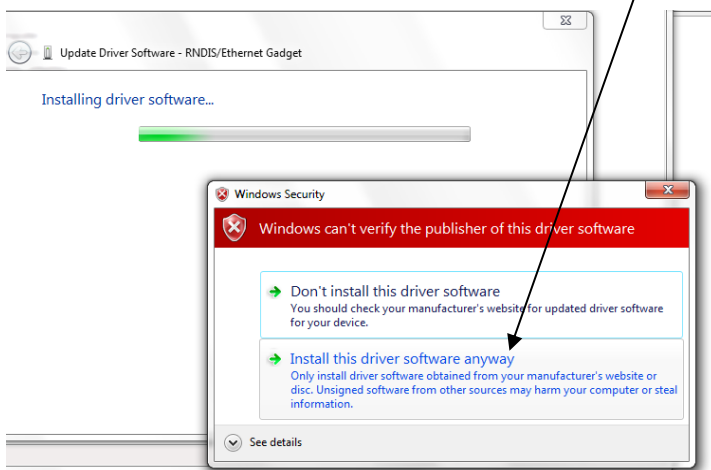 Update Driver Software - RNDIS/Ethernet Gadget
Installing driver software...
Windows Security
Windows can't verify the publisher of this driver software
Don't install this driver software
You should check your manufacturer's website for updated driver software
for your device.
Install this driver software anyway
Only install driver software obtained from your manufacturer's website or
disc. Unsigned software from other sources may harm your computer or steal
information.
See details